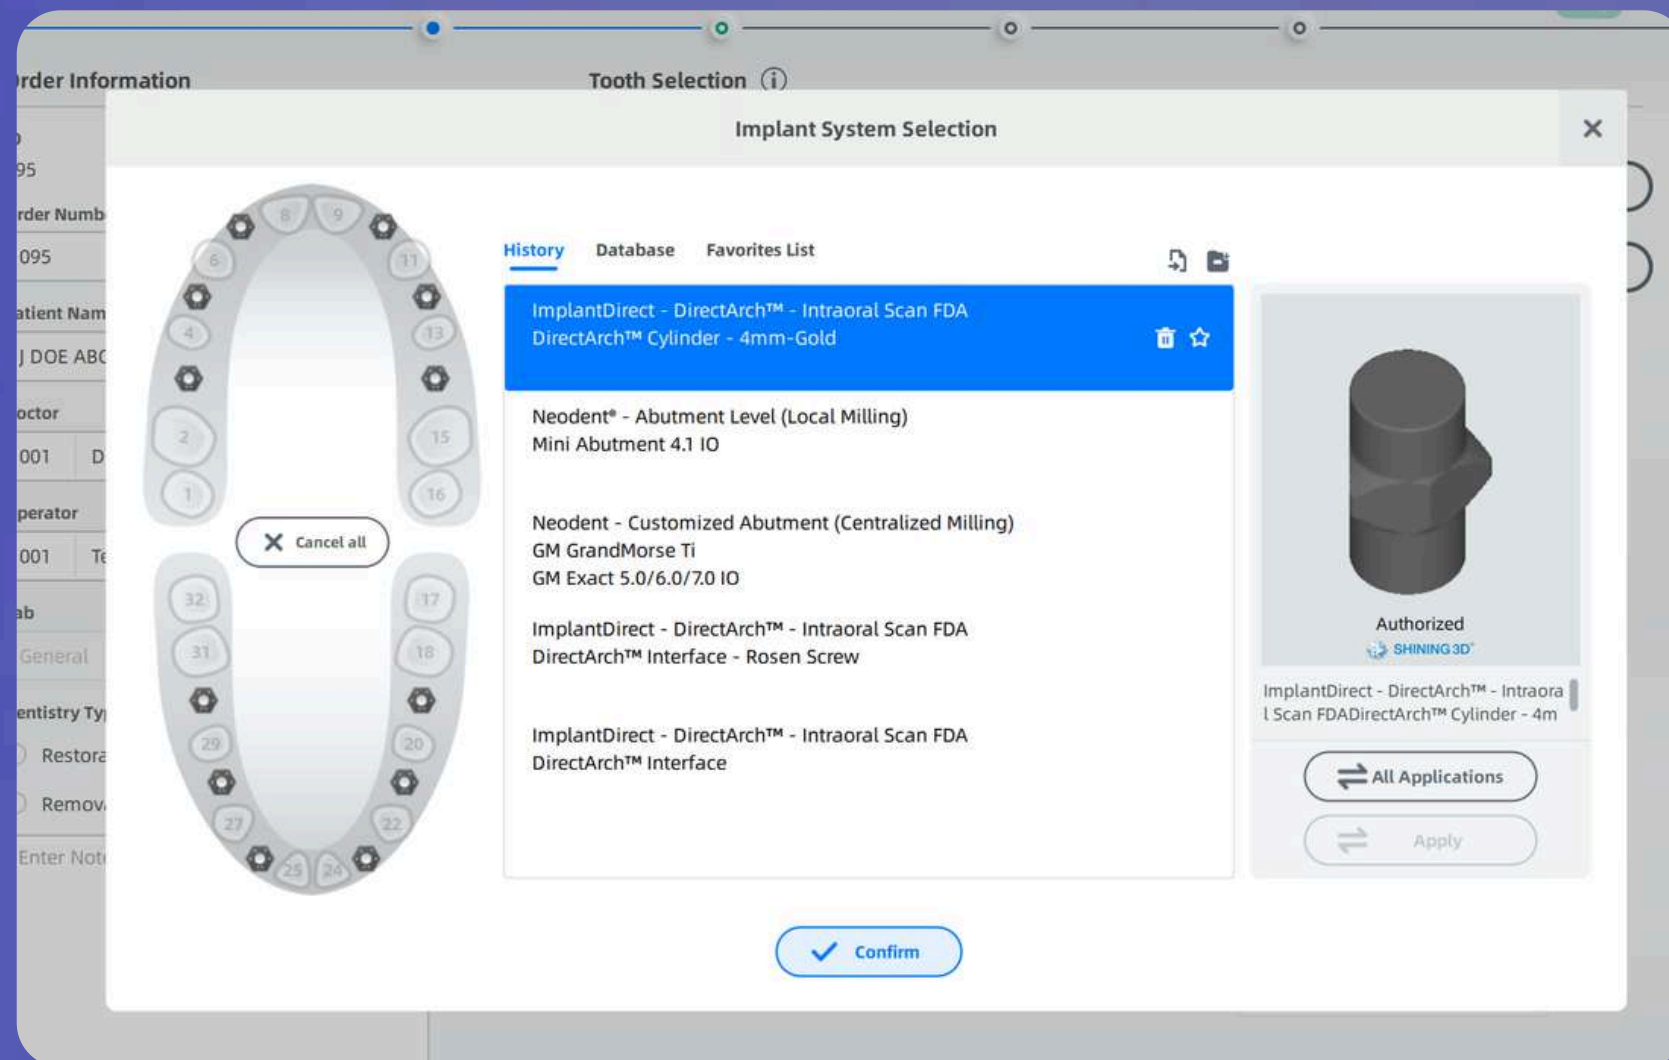 rder Information
Tooth Selection
Implant System Selection
95
rder Numb
095
atient Nam
J DOE ABC
octor
001 D
perator
001 Te
ab
General
entistry Ty
Restora
Remov
Enter Note
8 9
6 11
4 13
2 15
1 16
Cancel all
32 17
31 18
29 20
27 22
25 24
History Database Favorites List
ImplantDirect - DirectArch™ - Intraoral Scan FDA
DirectArch™ Cylinder - 4mm-Gold
Neodent® - Abutment Level (Local Milling)
Mini Abutment 4.1 IO
Neodent - Customized Abutment (Centralized Milling)
GM GrandMorse Ti
GM Exact 5.0/6.0/7.0 IO
ImplantDirect - DirectArch™ - Intraoral Scan FDA
DirectArch™ Interface - Rosen Screw
ImplantDirect - DirectArch™ - Intraoral Scan FDA
DirectArch™ Interface
Authorized
SHINING 3D®
ImplantDirect - DirectArch™ - Intraora
l Scan FDADirectArch™ Cylinder - 4m
All Applications
Apply
Confirm